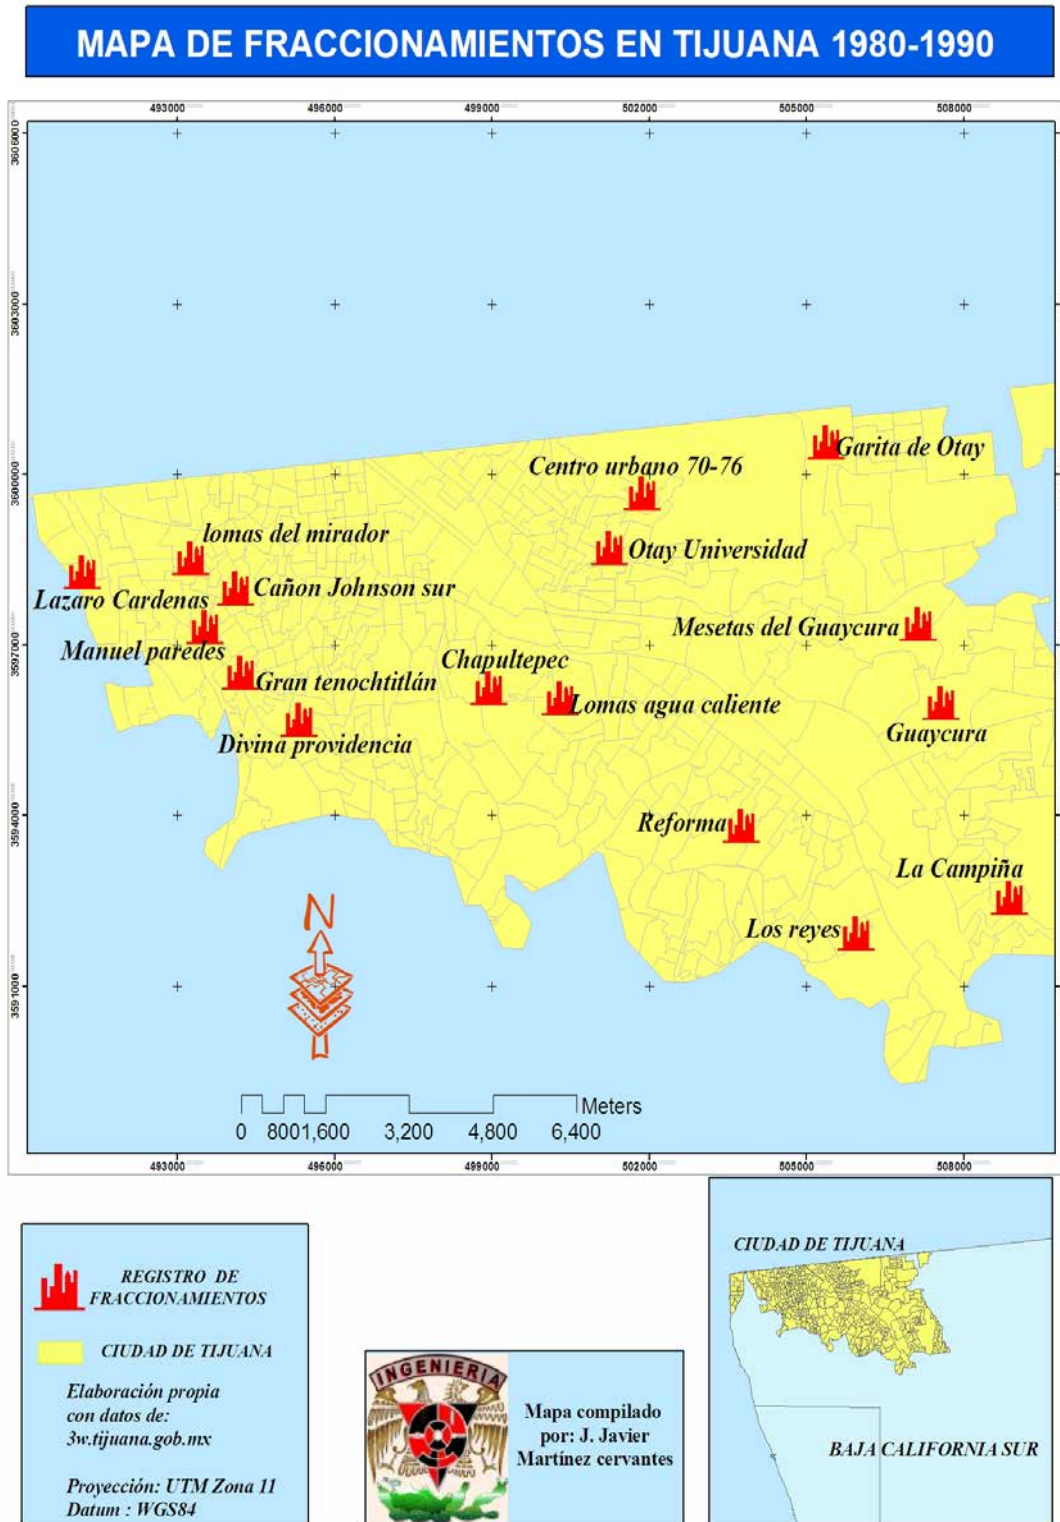 MAPA DE FRACCIONAMIENTOS EN TIJUANA 1980-1990
493000 496000 499000 502000 505000 508000
3606000
3603000
3600000
3597000
3594000
3591000
Garita de Otay
Centro urbano 70-76
lomas del mirador
Otay Universidad
Cañon Johnson sur
Lazaro Cardenas
Mesetas del Guaycura
Manuel paredes
Chapultepec
Gran tenochtitlán
Lomas agua caliente
Guaycura
Divina providencia
Reforma
La Campiña
Los reyes
N
Meters
0 800 1,600 3,200 4,800 6,400
493000 496000 499000 502000 505000 508000
REGISTRO DE
FRACCIONAMIENTOS
CIUDAD DE TIJUANA
Elaboración propia
con datos de:
3w.tijuana.gob.mx
Proyección: UTM Zona 11
Datum : WGS84
INGENIERIA
Mapa compilado
por: J. Javier
Martínez cervantes
CIUDAD DE TIJUANA
BAJA CALIFORNIA SUR